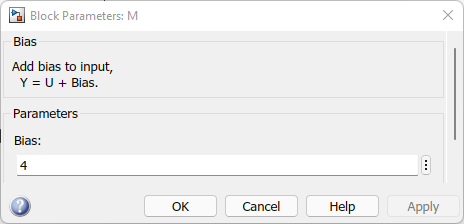 Block Parameters: M
Bias
Add bias to input,
Y = U + Bias.
Parameters
Bias:
4
OK Cancel Help Apply